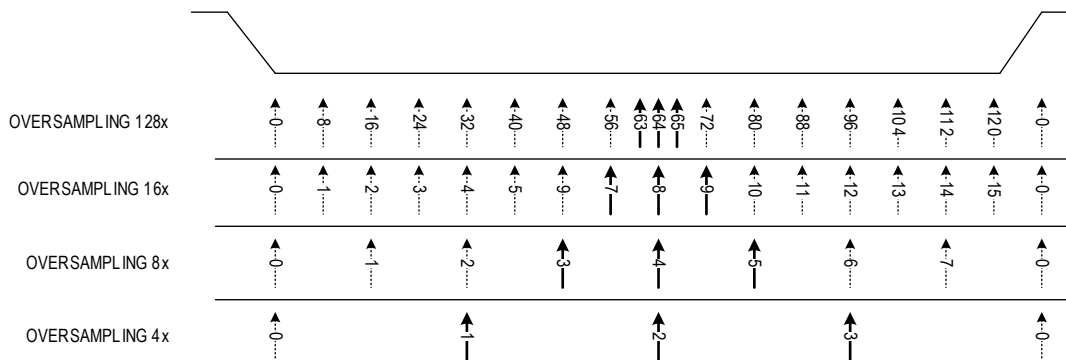 OVERSAMPLING 128x 0 8 16 24 32 40 48 56 63 64 65 72 80 88 96 104 112 120 0
OVERSAMPLING 16x 0 1 2 3 4 5 9 7 8 9 10 11 12 13 14 15 0
OVERSAMPLING 8x 0 1 2 3 4 5 6 7 0
OVERSAMPLING 4x 0 1 2 3 0